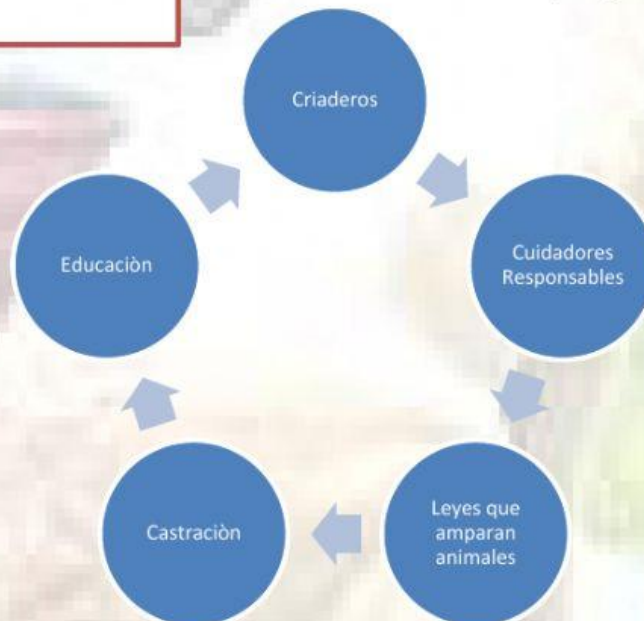 Criaderos
Cuidadores
Responsables
Leyes que
amparan
animales
Castraciòn
Educaciòn